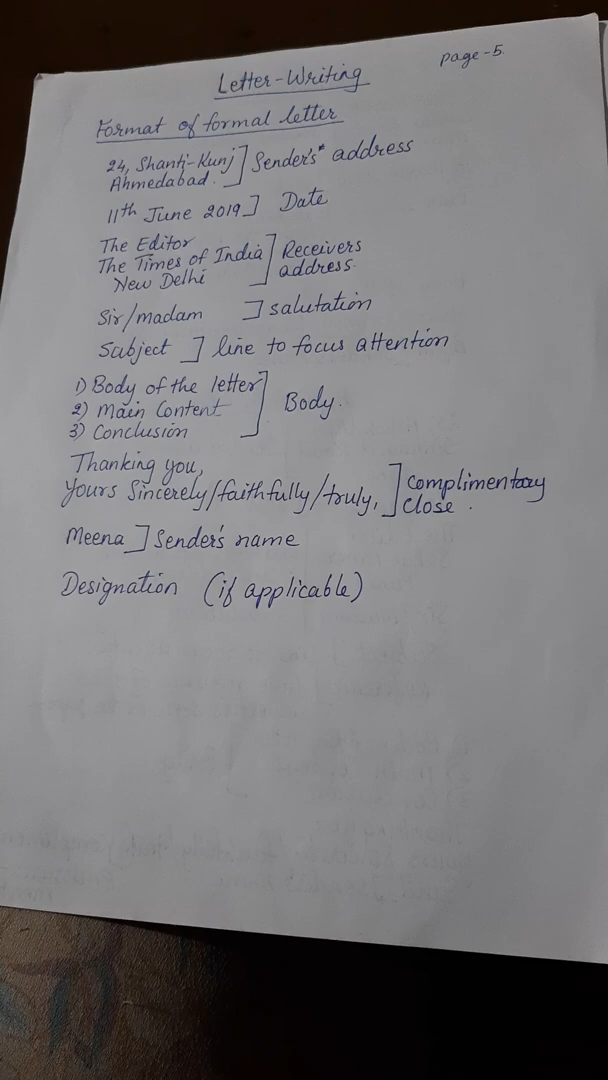 page-5.
Letter-Writing
Format of formal letter
24, Shanti-Kunj
Ahmedabad. ] Sender's address
11th June 2019 ] Date
The Editor
The Times of India ] Receivers
New Delhi address.
Sir/madam ] salutation
Subject ] line to focus attention
1) Body of the letter
2) Main Content ] Body.
3) Conclusion
Thanking you,
Yours Sincerely/faithfully/truly, ] Complimentary
Close.
Meena ] Sender's name
Designation (if applicable)